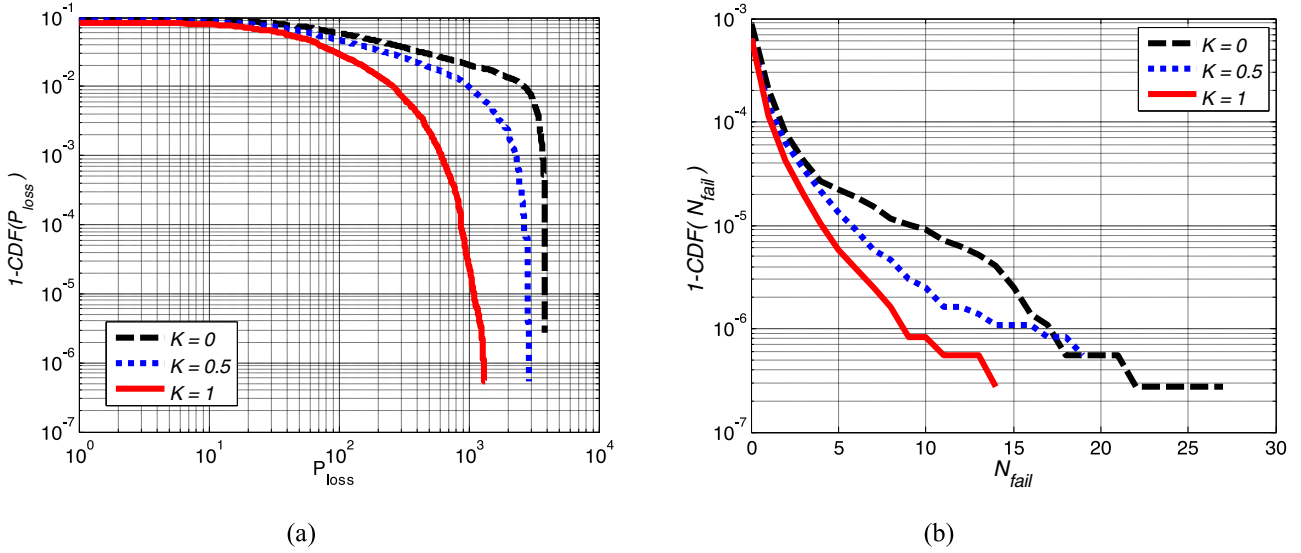 10^-1
10^-2
10^-3
10^-4
10^-5
10^-6
10^-7
1-CDF(P_loss)
K = 0
K = 0.5
K = 1
10^0 10^1 10^2 10^3 10^4
P_loss
(a)
10^-3
10^-4
10^-5
10^-6
10^-7
1-CDF( N_fail )
K = 0
K = 0.5
K = 1
0 5 10 15 20 25 30
N_fail
(b)